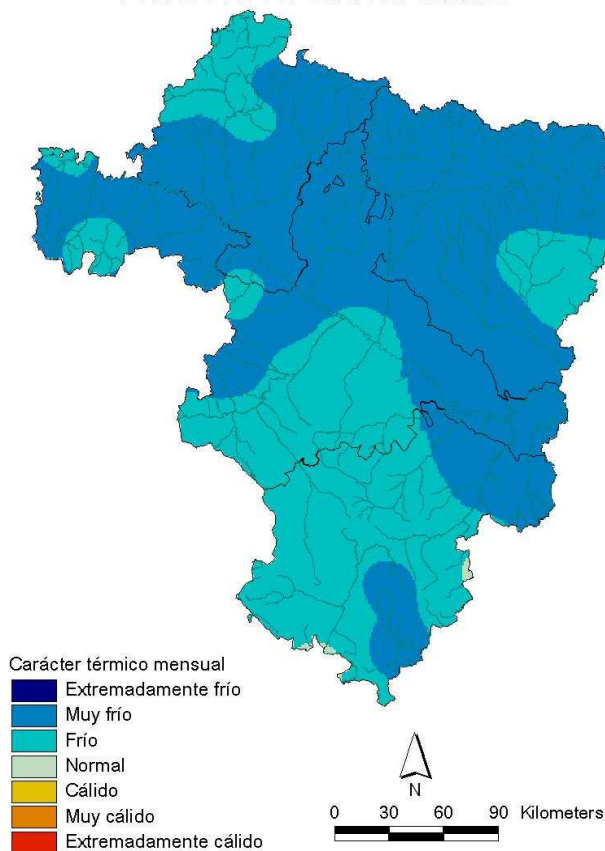 Carácter térmico mensual
Extremadamente frío
Muy frío
Frío
Normal
Cálido
Muy cálido
Extremadamente cálido
N
0 30 60 90 Kilometers